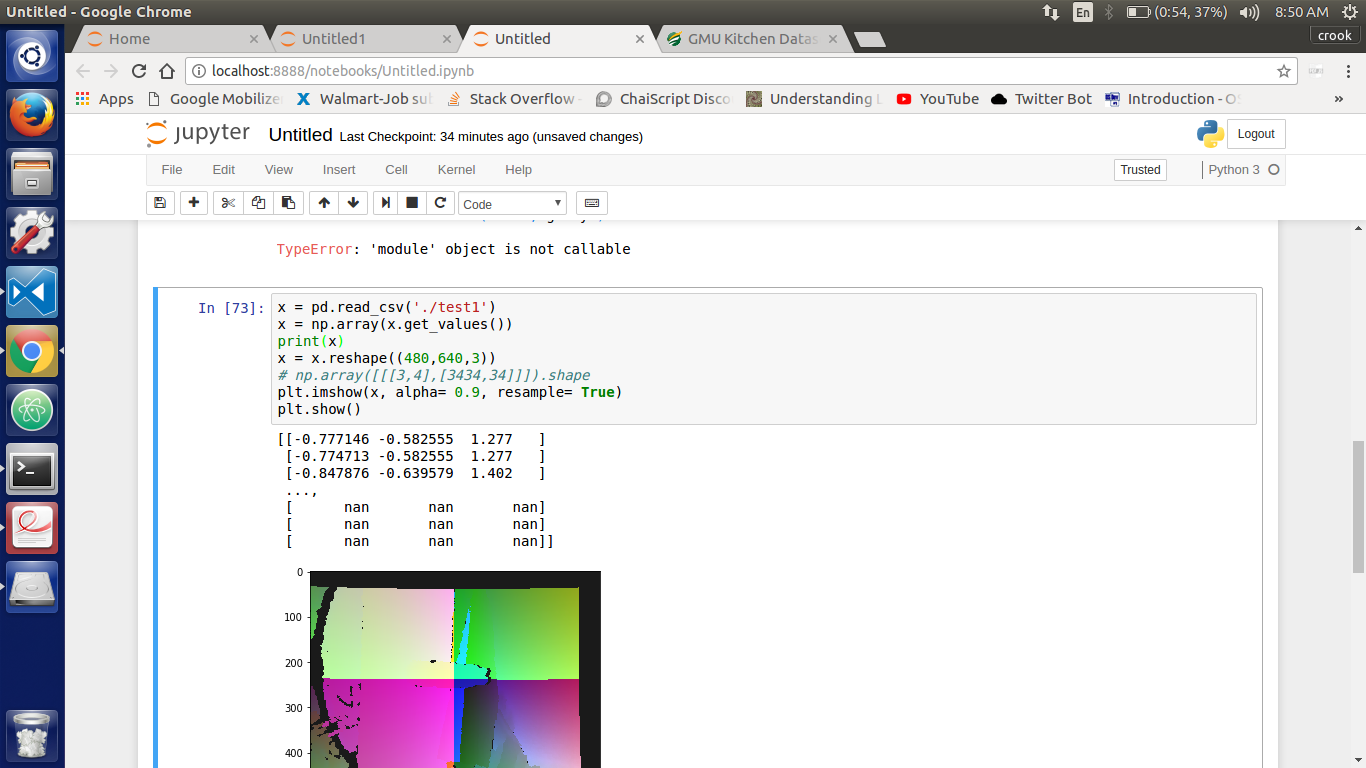 Untitled - Google Chrome
En
(0:54, 37%)
8:50 AM
Home
Untitled1
Untitled
GMU Kitchen Datas
crook
localhost:8888/notebooks/Untitled.ipynb
Apps
Google Mobilize
Walmart-Job su
Stack Overflow -
ChaiScript Disco
Understanding
YouTube
Twitter Bot
Introduction - O
»
jupyter
Untitled Last Checkpoint: 34 minutes ago (unsaved changes)
Logout
File Edit View Insert Cell Kernel Help
Trusted
Python 3
Code
TypeError: 'module' object is not callable
In [73]:
x = pd.read_csv('./test1')
x = np.array(x.get_values())
print(x)
x = x.reshape((480,640,3))
# np.array([[[3,4],[3434,34]]]).shape
plt.imshow(x, alpha= 0.9, resample= True)
plt.show()
[[-0.777146 -0.582555 1.277 ]
[-0.774713 -0.582555 1.277 ]
[-0.847876 -0.639579 1.402 ]
...,
[ nan nan nan]
[ nan nan nan]
[ nan nan nan]]
0
100
200
300
400